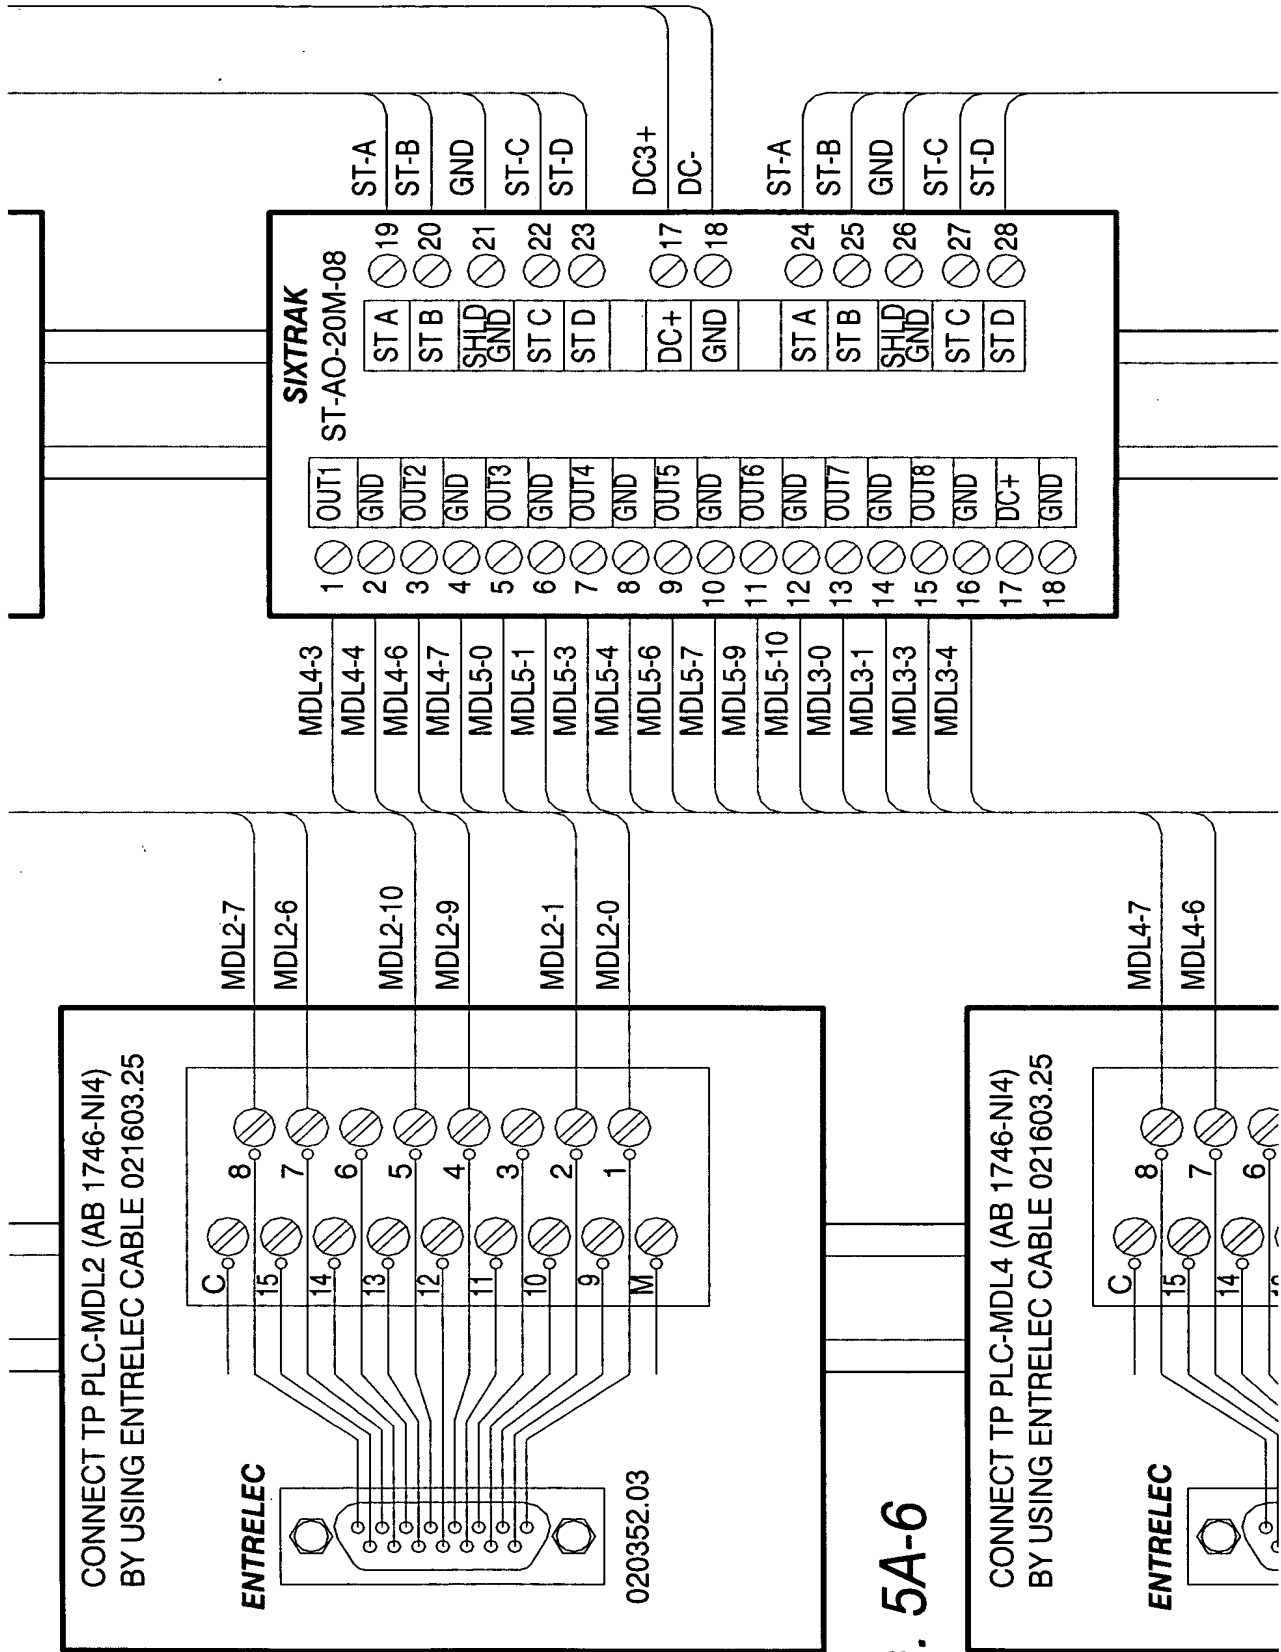 ST-A
ST-B
GND
ST-C
ST-D
DC3+
DC-
ST-A
ST-B
GND
ST-C
ST-D
SIXTRAK
ST-AO-20M-08
19
20
21
22
23
17
18
24
25
26
27
28
ST A
ST B
SHLD
GND
ST C
ST D
DC+
GND
ST A
ST B
SHLD
GND
ST C
ST D
OUT1
GND
OUT2
GND
OUT3
GND
OUT4
GND
OUT5
GND
OUT6
GND
OUT7
GND
OUT8
GND
DC+
GND
1
2
3
4
5
6
7
8
9
10
11
12
13
14
15
16
17
18
MDL4-3
MDL4-4
MDL4-6
MDL4-7
MDL5-0
MDL5-1
MDL5-3
MDL5-4
MDL5-6
MDL5-7
MDL5-9
MDL5-10
MDL3-0
MDL3-1
MDL3-3
MDL3-4
MDL2-7
MDL2-6
MDL2-10
MDL2-9
MDL2-1
MDL2-0
MDL4-7
MDL4-6
CONNECT TP PLC-MDL2 (AB 1746-NI4)
BY USING ENTRELEC CABLE 021603.25
8
7
6
5
4
3
2
1
C
15
14
13
12
11
10
9
M
ENTRELEC
020352.03
5A-6
CONNECT TP PLC-MDL4 (AB 1746-NI4)
BY USING ENTRELEC CABLE 021603.25
8
7
6
C
15
14
ENTRELEC